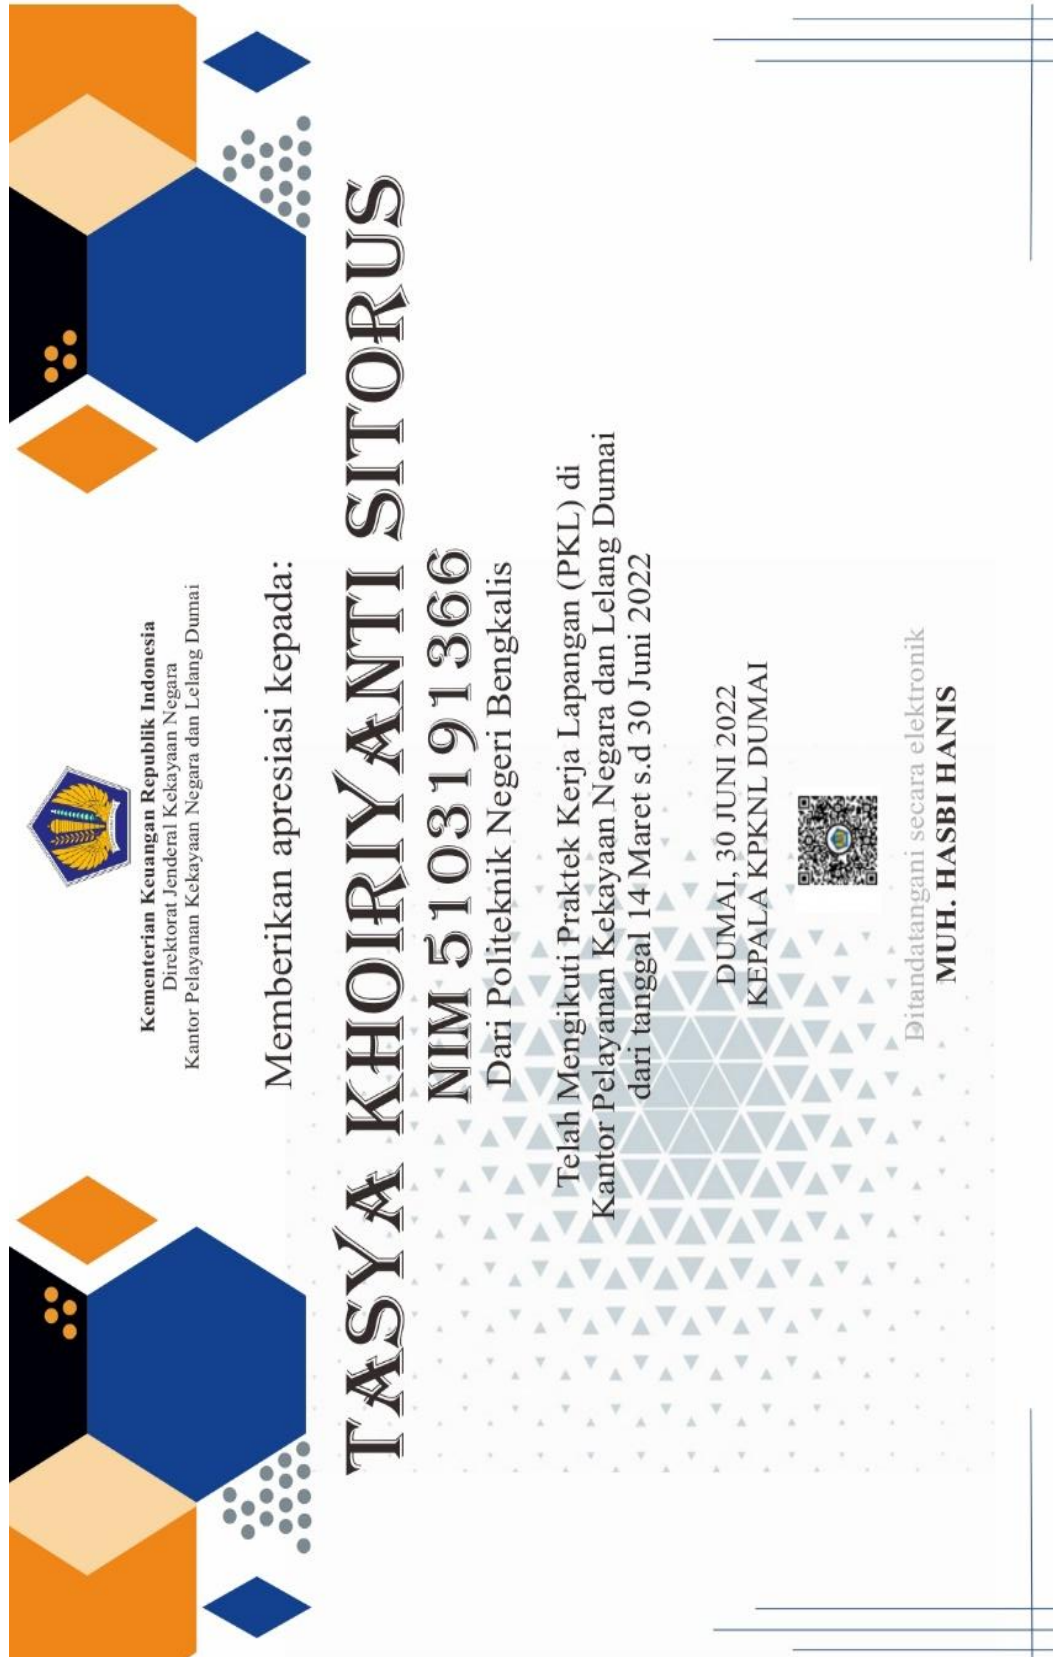 Kementerian Keuangan Republik Indonesia
Direktorat Jenderal Kekayaan Negara
Kantor Pelayanan Kekayaan Negara dan Lelang Dumai
Memberikan apresiasi kepada:
TASYA KHOIRIYANTI SITORUS
NIM 5103191366
Dari Politeknik Negeri Bengkalis
Telah Mengikuti Praktek Kerja Lapangan (PKL) di
Kantor Pelayanan Kekayaan Negara dan Lelang Dumai
dari tanggal 14 Maret s.d 30 Juni 2022
DUMAI, 30 JUNI 2022
KEPALA KPKNL DUMAI
Ditandatangani secara elektronik
MUH. HASBI HANIS